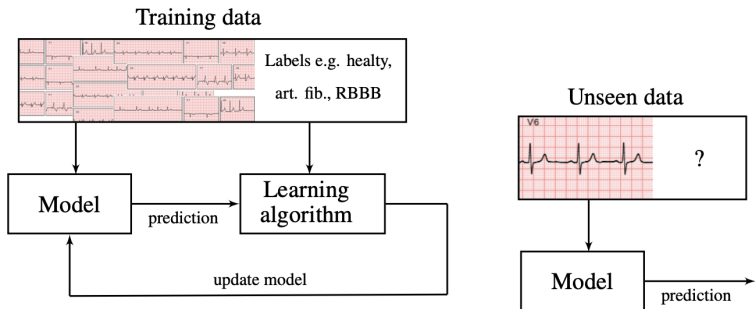 Training data
Labels e.g. healty,
art. fib., RBBB
Model
prediction
Learning
algorithm
update model
Unseen data
V6
?
Model
prediction